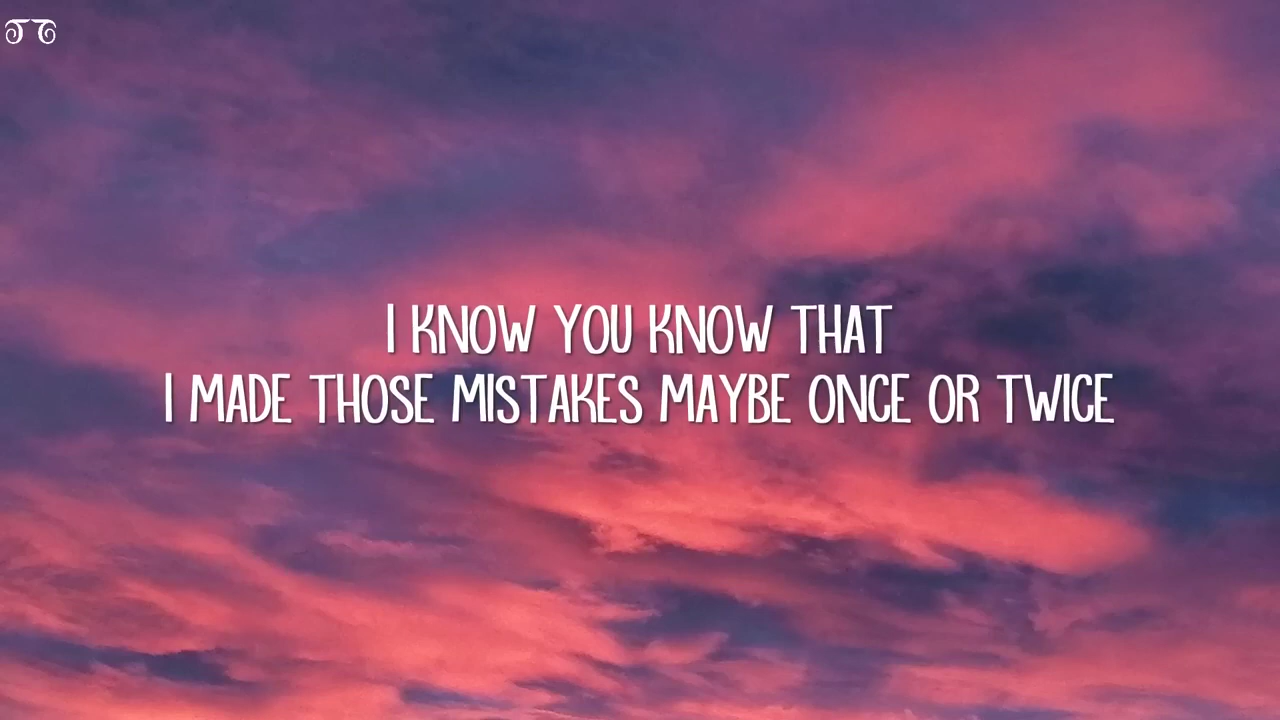 I KNOW YOU KNOW THAT
I MADE THOSE MISTAKES MAYBE ONCE OR TWICE